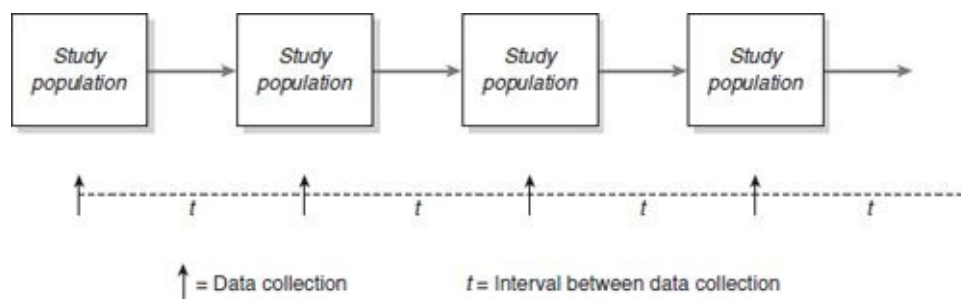 Study
population
Study
population
Study
population
Study
population
t
t
t
t
= Data collection
t = Interval between data collection